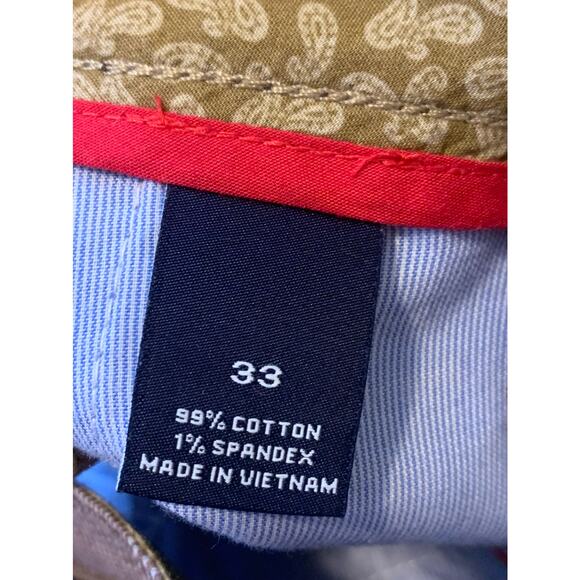 33
99% COTTON
1% SPANDEX
MADE IN VIETNAM